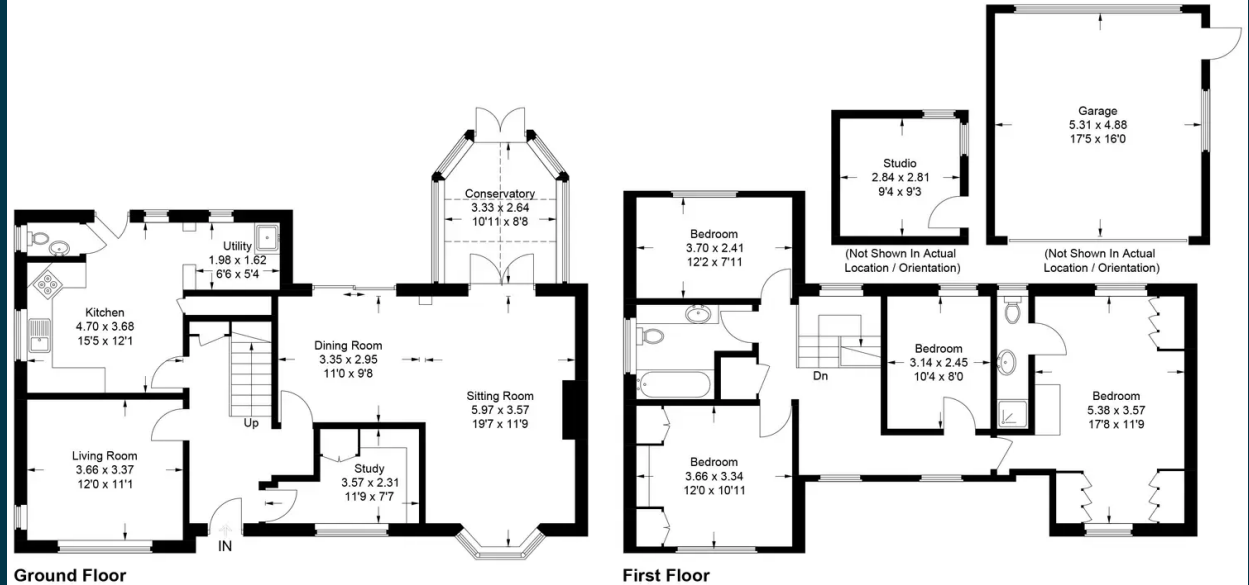 Garage
5.31 x 4.88
17'5 x 16'0
(Not Shown In Actual
Location / Orientation)
Studio
2.84 x 2.81
9'4 x 9'3
(Not Shown In Actual
Location / Orientation)
Conservatory
3.33 x 2.64
10'11 x 8'8
Utility
1.98 x 1.62
6'6 x 5'4
Kitchen
4.70 x 3.68
15'5 x 12'1
Dining Room
3.35 x 2.95
11'0 x 9'8
Sitting Room
5.97 x 3.57
19'7 x 11'9
Up
Living Room
3.66 x 3.37
12'0 x 11'1
Study
3.57 x 2.31
11'9 x 7'7
IN
Ground Floor
Bedroom
3.70 x 2.41
12'2 x 7'11
Dn
Bedroom
3.14 x 2.45
10'4 x 8'0
Bedroom
5.38 x 3.57
17'8 x 11'9
Bedroom
3.66 x 3.34
12'0 x 10'11
First Floor